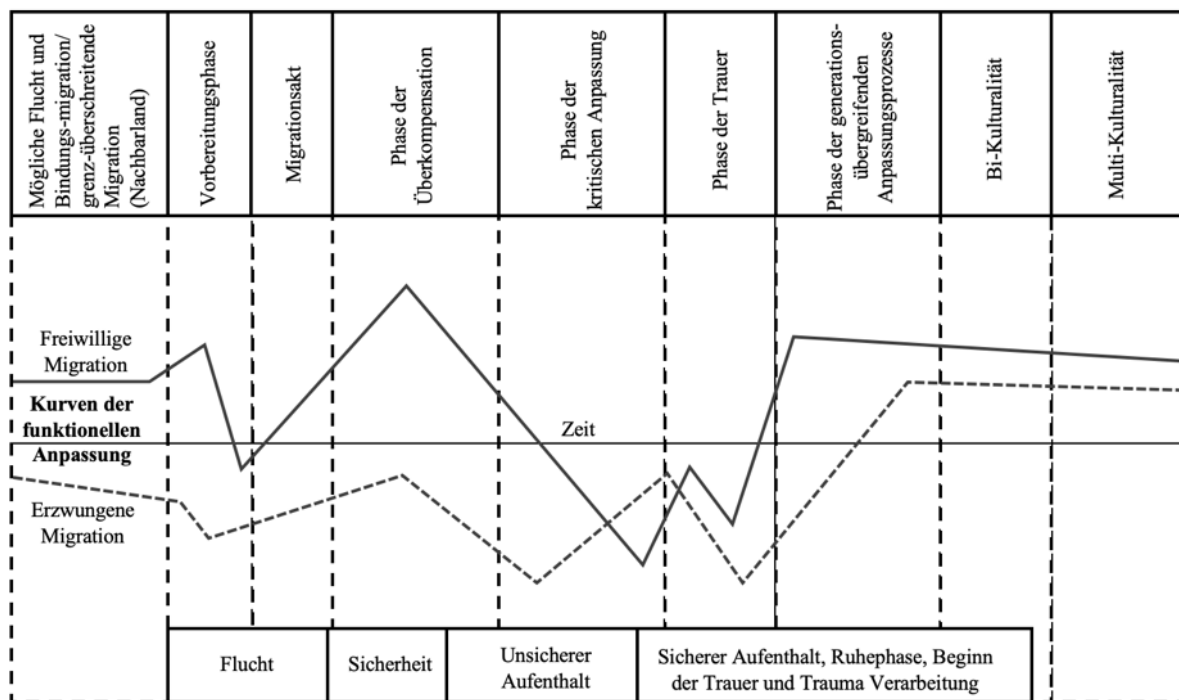 Mögliche Flucht und
Bindungs-migration/
grenz-überschreitende
Migration
(Nachbarland)
Vorbereitungsphase
Migrationsakt
Phase der
Überkompensation
Phase der
kritischen Anpassung
Phase der Trauer
Phase der generations-
übergreifenden
Anpassungsprozesse
Bi-Kulturalität
Multi-Kulturalität
Freiwillige
Migration
Kurven der
funktionellen
Anpassung
Zeit
Erzwungene
Migration
Flucht
Sicherheit
Unsicherer
Aufenthalt
Sicherer Aufenthalt, Ruhephase, Beginn
der Trauer und Trauma Verarbeitung